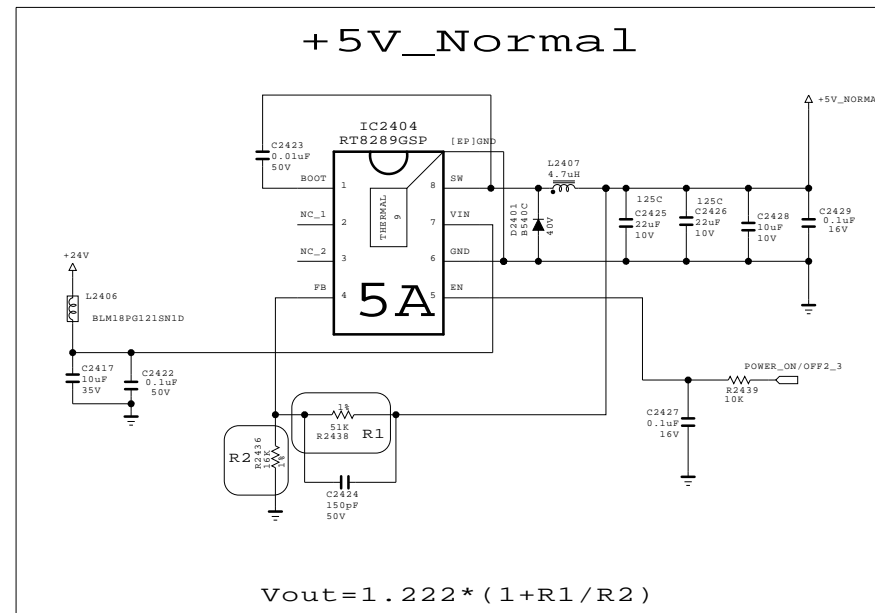 +5V_Normal
IC2404
RT8289GSP
[EP]GND
C2423
0.01uF
50V
BOOT
1
NC_1
2
NC_2
3
FB
4
THERMAL
9
5A
8
SW
7
VIN
6
GND
5
EN
L2407
4.7uH
D2401
B540C
40V
125C
C2425
22uF
10V
125C
C2426
22uF
10V
C2428
10uF
10V
C2429
0.1uF
16V
+5V_NORMA
+24V
L2406
BLM18PG121SN1D
C2417
10uF
35V
C2422
0.1uF
50V
R2
R2436
16K
1%
1%
51K
R2438
R1
C2424
150pF
50V
POWER_ON/OFF2_3
R2439
10K
C2427
0.1uF
16V
Vout=1.222*(1+R1/R2)